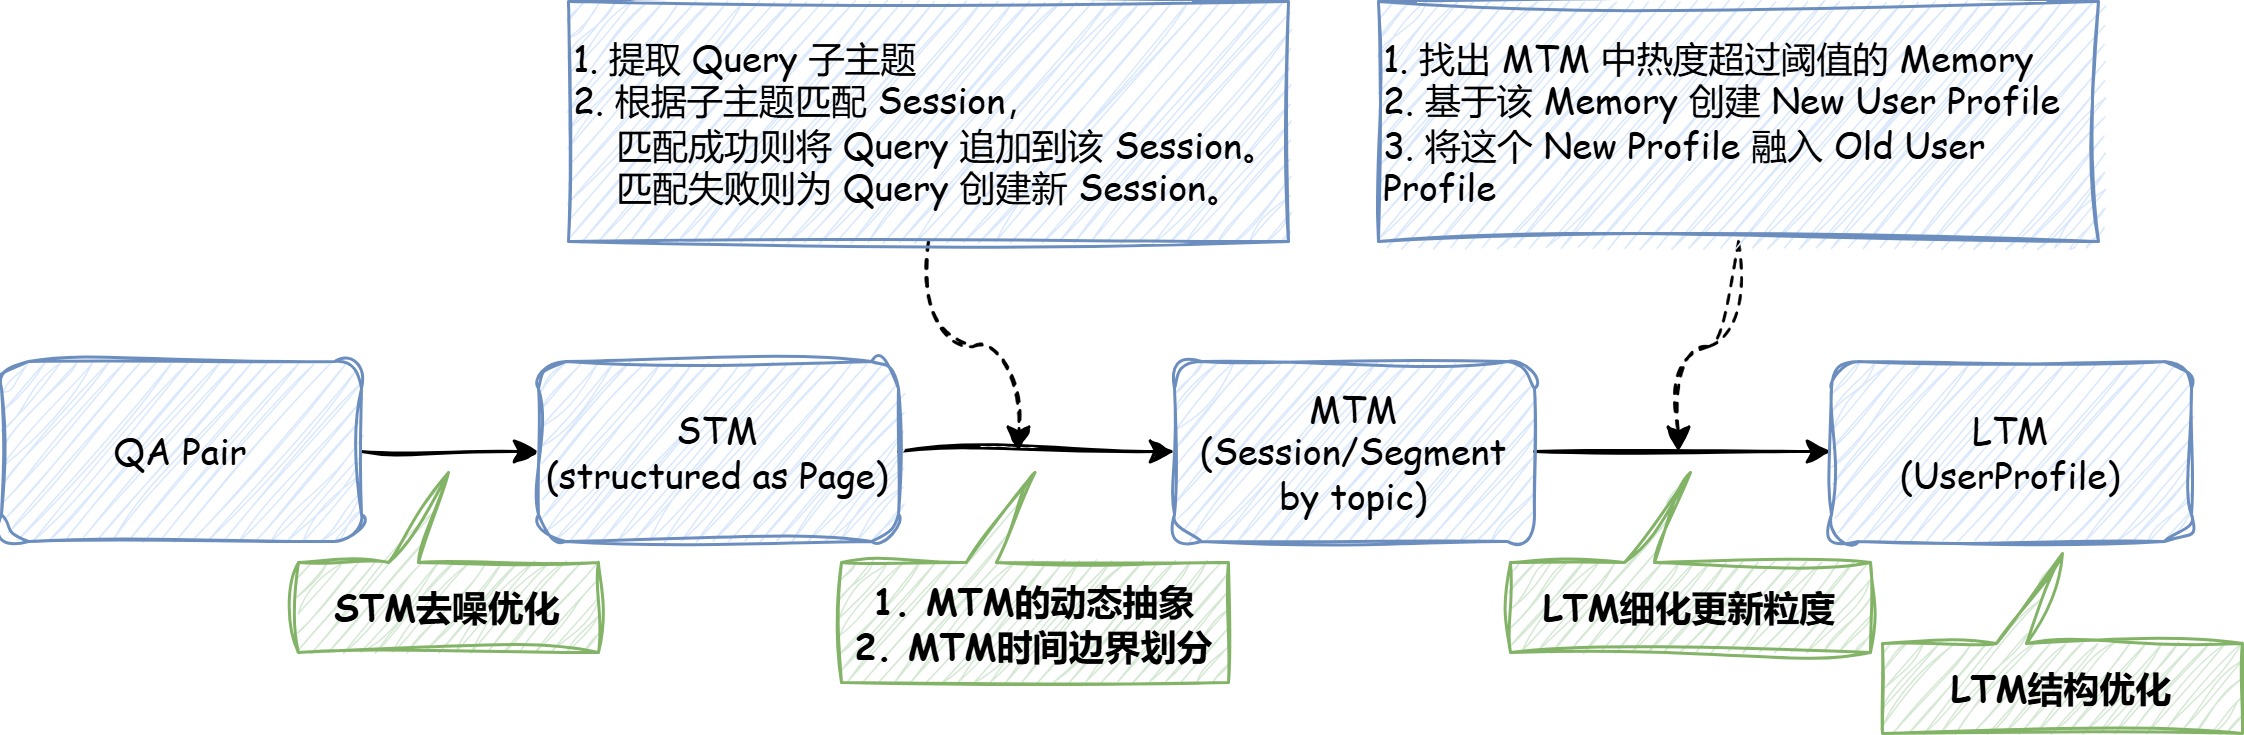 1. 提取 Query 子主题
2. 根据子主题匹配 Session，
匹配成功则将 Query 追加到该 Session。
匹配失败则为 Query 创建新 Session。
1. 找出 MTM 中热度超过阈值的 Memory
2. 基于该 Memory 创建 New User Profile
3. 将这个 New Profile 融入 Old User
Profile
QA Pair
STM
(structured as Page)
MTM
(Session/Segment
by topic)
LTM
(UserProfile)
STM去噪优化
1. MTM的动态抽象
2. MTM时间边界划分
LTM细化更新粒度
LTM结构优化